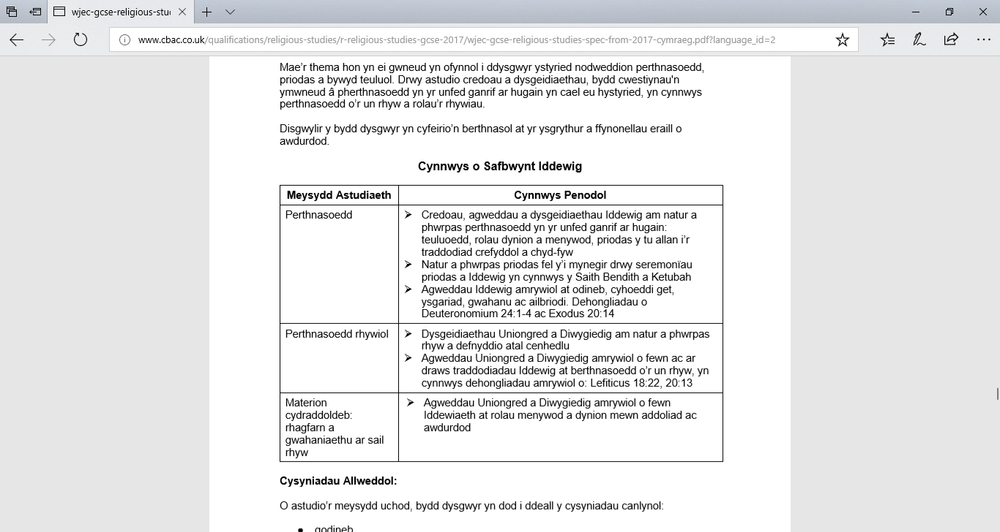 wjec-gcse-religious-stu
www.cbac.co.uk/qualifications/religious-studies/r-religious-studies-gcse-2017/wjec-gcse-religious-studies-spec-from-2017-cymraeg.pdf?language_id=2
Mae'r thema hon yn ei gwneud yn ofynnol i ddysgwyr ystyried nodweddion perthnasoedd,
priodas a bywyd teuluol. Drwy astudio credoau a dysgeidiaethau, bydd cwestiynau'n
ymwneud â pherthnasoedd yn yr unfed ganrif ar hugain yn cael eu hystyried, yn cynnwys
perthnasoedd o'r un rhyw a rolau'r rhywiau.
Disgwylir y bydd dysgwyr yn cyfeirio'n berthnasol at yr ysgrythur a ffynonellau eraill o
awdurdod.
Cynnwys o Safbwynt Iddewig
Meysydd Astudiaeth
Cynnwys Penodol
Perthnasoedd
➢ Credoau, agweddau a dysgeidiaethau Iddewig am natur a
phwrpas perthnasoedd yn yr unfed ganrif ar hugain:
teuluoedd, rolau dynion a menywod, priodas y tu allan i'r
traddodiad crefyddol a chyd-fyw
➢ Natur a phwrpas priodas fel y'i mynegir drwy seremonïau
priodas a Iddewig yn cynnwys y Saith Bendith a Ketubah
➢ Agweddau Iddewig amrywiol at odineb, cyhoeddi get,
ysgariad, gwahanu ac ailbriodi. Dehongliadau o
Deuteronomium 24:1-4 ac Exodus 20:14
Perthnasoedd rhywiol
➢ Dysgeidiaethau Uniongred a Diwygiedig am natur a phwrpas
rhyw a defnyddio atal cenhedlu
➢ Agweddau Uniongred a Diwygiedig amrywiol o fewn ac ar
draws traddodiadau Iddewig at berthnasoedd o'r un rhyw, yn
cynnwys dehongliadau amrywiol o: Lefiticus 18:22, 20:13
Materion
cydraddoldeb:
rhagfarn a
gwahaniaethu ar sail
rhyw
➢ Agweddau Uniongred a Diwygiedig amrywiol o fewn
Iddewiaeth at rolau menywod a dynion mewn addoliad ac
awdurdod
Cysyniadau Allweddol:
O astudio'r meysydd uchod, bydd dysgwyr yn dod i ddeall y cysyniadau canlynol:
● godineb